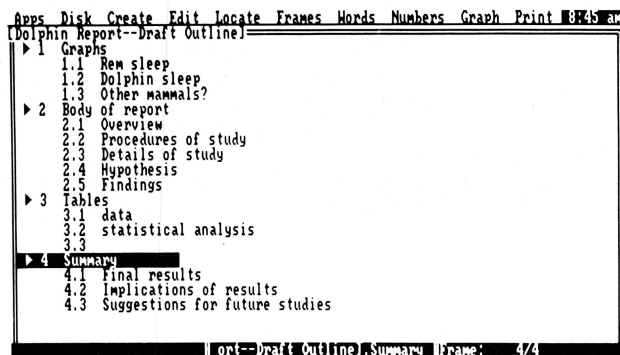 Apps Disk Create Edit Locate Frames Words Numbers Graph Print 8:45 am
[Dolphin Report--Draft Outline]
1 Graphs
1.1 Rem sleep
1.2 Dolphin sleep
1.3 Other mammals?
2 Body of report
2.1 Overview
2.2 Procedures of study
2.3 Details of study
2.4 Hypothesis
2.5 Findings
3 Tables
3.1 data
3.2 statistical analysis
3.3
4 Summary
4.1 Final results
4.2 Implications of results
4.3 Suggestions for future studies
ort--Draft Outline].Summary Frame: 4/4